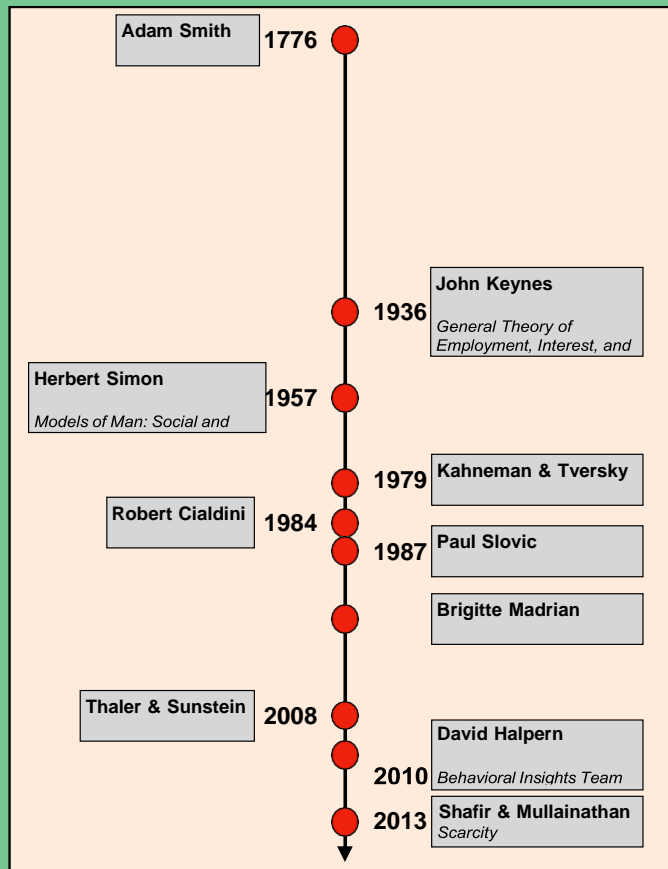 Adam Smith
1776
John Keynes
1936
General Theory of
Employment, Interest, and
Herbert Simon
1957
Models of Man: Social and
1979
Kahneman & Tversky
Robert Cialdini
1984
1987
Paul Slovic
Brigitte Madrian
Thaler & Sunstein
2008
David Halpern
2010
Behavioral Insights Team
2013
Shafir & Mullainathan
Scarcity